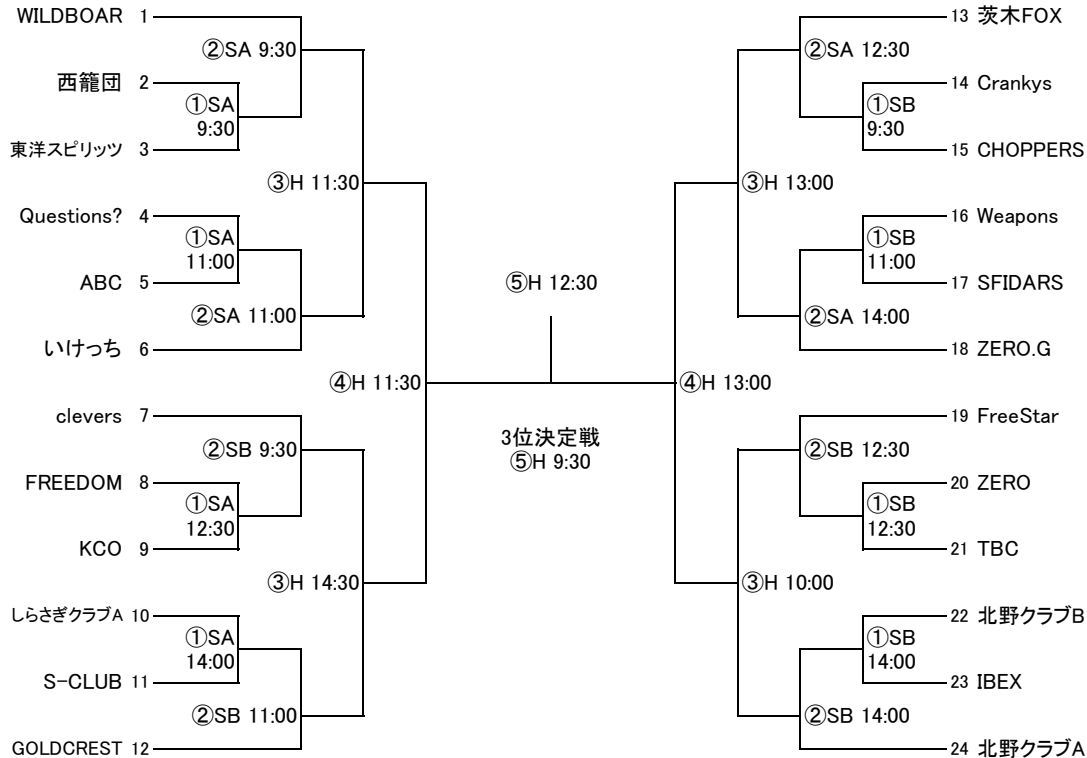 WILDBOAR 1
②SA 9:30
西籠団 2
①SA
9:30
東洋スピリッツ 3
③H 11:30
Questions? 4
①SA
11:00
ABC 5
②SA 11:00
いけっち 6
④H 11:30
clevers 7
②SB 9:30
FREEDOM 8
①SA
12:30
KCO 9
③H 14:30
しらさぎクラブA 10
①SA
14:00
S-CLUB 11
②SB 11:00
GOLDCREST 12
⑤H 12:30
3位決定戦
⑤H 9:30
13 茨木FOX
②SA 12:30
14 Crankys
①SB
9:30
15 CHOPPERS
③H 13:00
16 Weapons
①SB
11:00
17 SFIDARS
②SA 14:00
18 ZERO.G
④H 13:00
19 FreeStar
②SB 12:30
20 ZERO
①SB
12:30
21 TBC
③H 10:00
22 北野クラブB
①SB
14:00
23 IBEX
②SB 14:00
24 北野クラブA